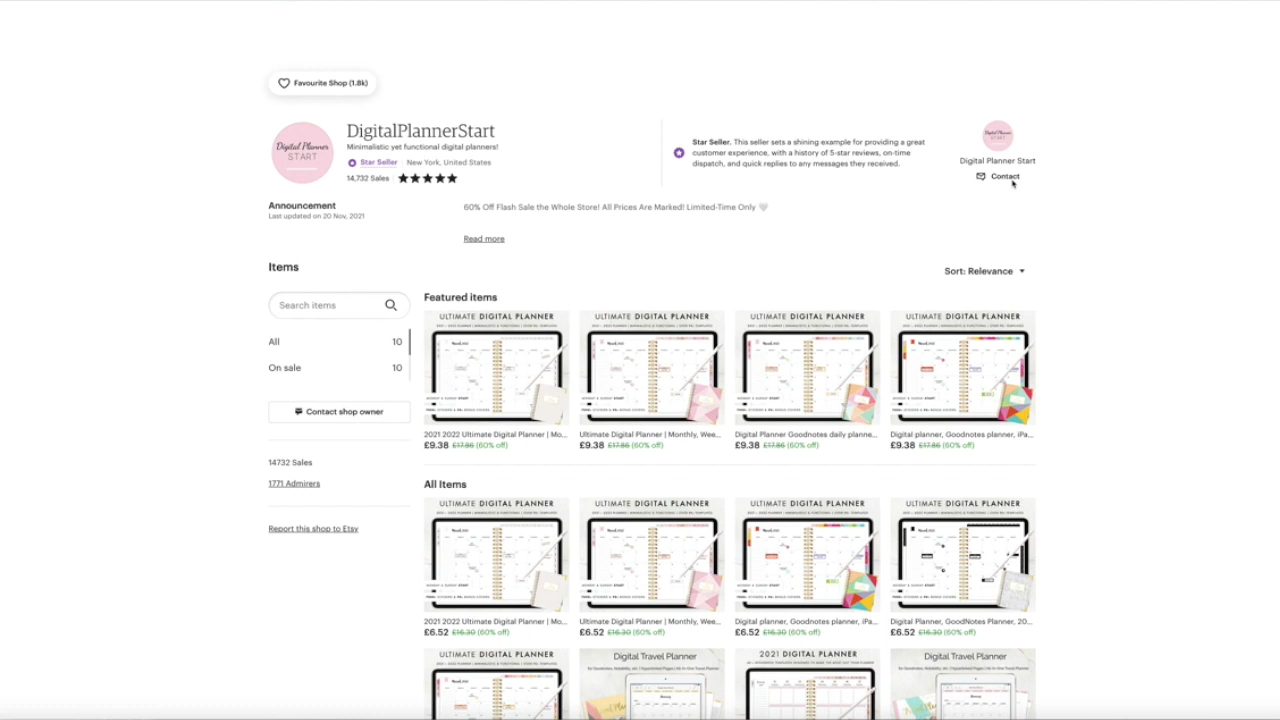 Favourite Shop (1.8k)
Digital Planner
START
DigitalPlannerStart
Minimalistic yet functional digital planners!
Star Seller
New York, United States
14,732 Sales
Star Seller. This seller sets a shining example for providing a great
customer experience, with a history of 5-star reviews, on-time
dispatch, and quick replies to any messages they received.
Digital Planner Start
Contact
Announcement
Last updated on 20 Nov, 2021
60% Off Flash Sale the Whole Store! All Prices Are Marked! Limited-Time Only
Read more
Items
Sort: Relevance
Search items
All 10
On sale 10
Contact shop owner
14732 Sales
1771 Admirers
Report this shop to Etsy
Featured items
ULTIMATE DIGITAL PLANNER
ULTIMATE DIGITAL PLANNER
ULTIMATE DIGITAL PLANNER
ULTIMATE DIGITAL PLANNER
2021 2022 Ultimate Digital Planner | Mo...
£9.38 £17.86 (60% off)
Ultimate Digital Planner | Monthly, Wee...
£9.38 £17.86 (60% off)
Digital Planner Goodnotes daily planne...
£9.38 £17.86 (60% off)
Digital planner, Goodnotes planner, iPa...
£9.38 £17.86 (60% off)
All Items
ULTIMATE DIGITAL PLANNER
ULTIMATE DIGITAL PLANNER
ULTIMATE DIGITAL PLANNER
ULTIMATE DIGITAL PLANNER
2021 2022 Ultimate Digital Planner | Mo...
£6.52 £16.30 (60% off)
Ultimate Digital Planner | Monthly, Wee...
£6.52 £16.30 (60% off)
Digital planner, Goodnotes planner, iPa...
£6.52 £16.30 (60% off)
Digital Planner, GoodNotes Planner, 20...
£6.52 £16.30 (60% off)
ULTIMATE DIGITAL PLANNER
Digital Travel Planner
2021 DIGITAL PLANNER
Digital Travel Planner